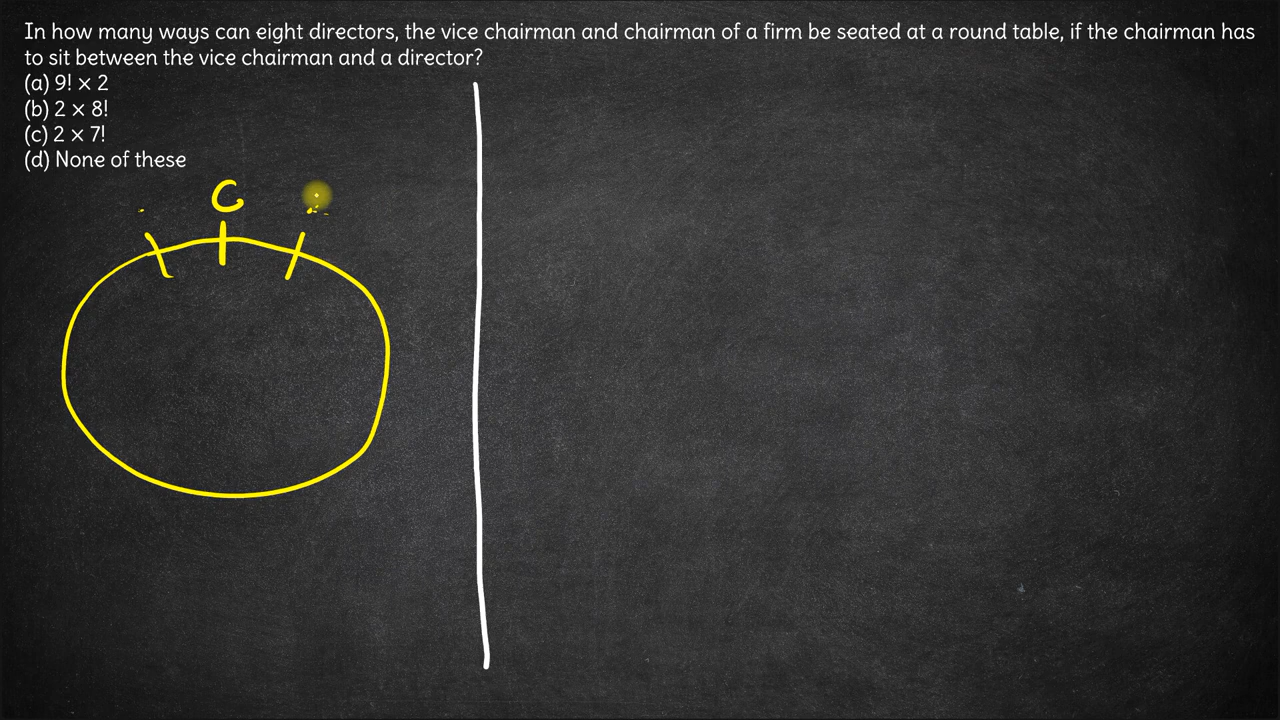 In how many ways can eight directors, the vice chairman and chairman of a firm be seated at a round table, if the chairman has
to sit between the vice chairman and a director?
(a) 9! × 2
(b) 2 × 8!
(c) 2 × 7!
(d) None of these
C